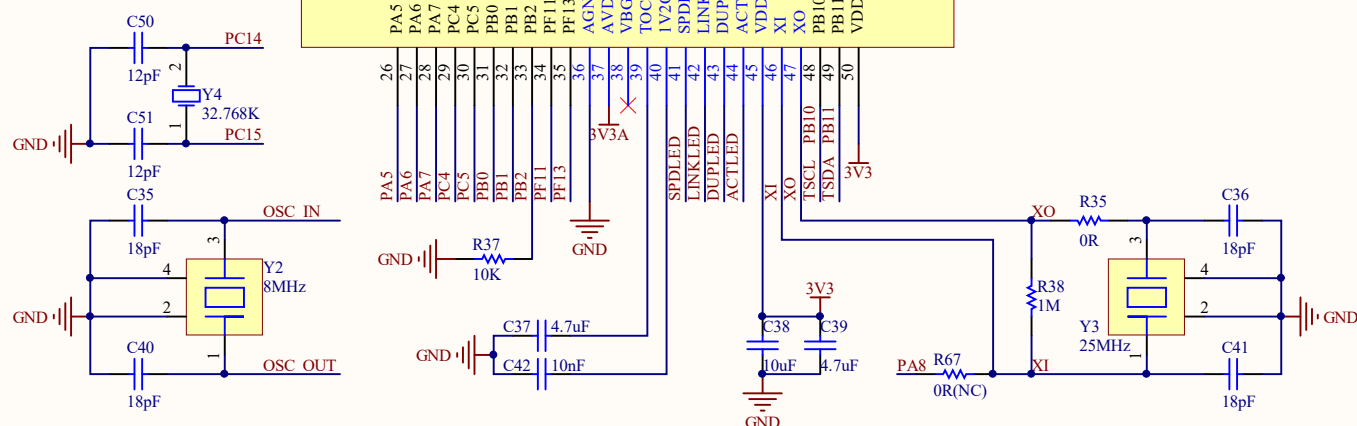 PA5 PA6 PA7 PC4 PC5 PB0 PB1 PB2 PF11 PF13 AGN AVD VBG TOC 1V2O SPDI LINK DUP ACT VDD XI XO PB10 PB11 VDD
26 27 28 29 30 31 32 33 34 35 36 37 38 39 40 41 42 43 44 45 46 47 48 49 50
C50
PC14
12pF
2
Y4
32.768K
C51
1
PC15
GND
12pF
3V3A
PA5 PA6 PA7 PC4 PC5 PB0 PB1 PB2 PF11 PF13
SPDLED LINKLED DUPLED ACTLED
XI XO
TSCL PB10
TSDA PB11
3V3
GND
C35
OSC IN
18pF
3
Y2
8MHz
4
2
GND
1
C40
OSC OUT
18pF
GND
R37
10K
GND
C37 4.7uF
C42 10nF
3V3
C38 C39
10uF 4.7uF
GND
XO
R35
0R
C36
18pF
3
4
R38
1M
2
Y3
25MHz
1
GND
PA8
R67
0R(NC)
XI
C41
18pF